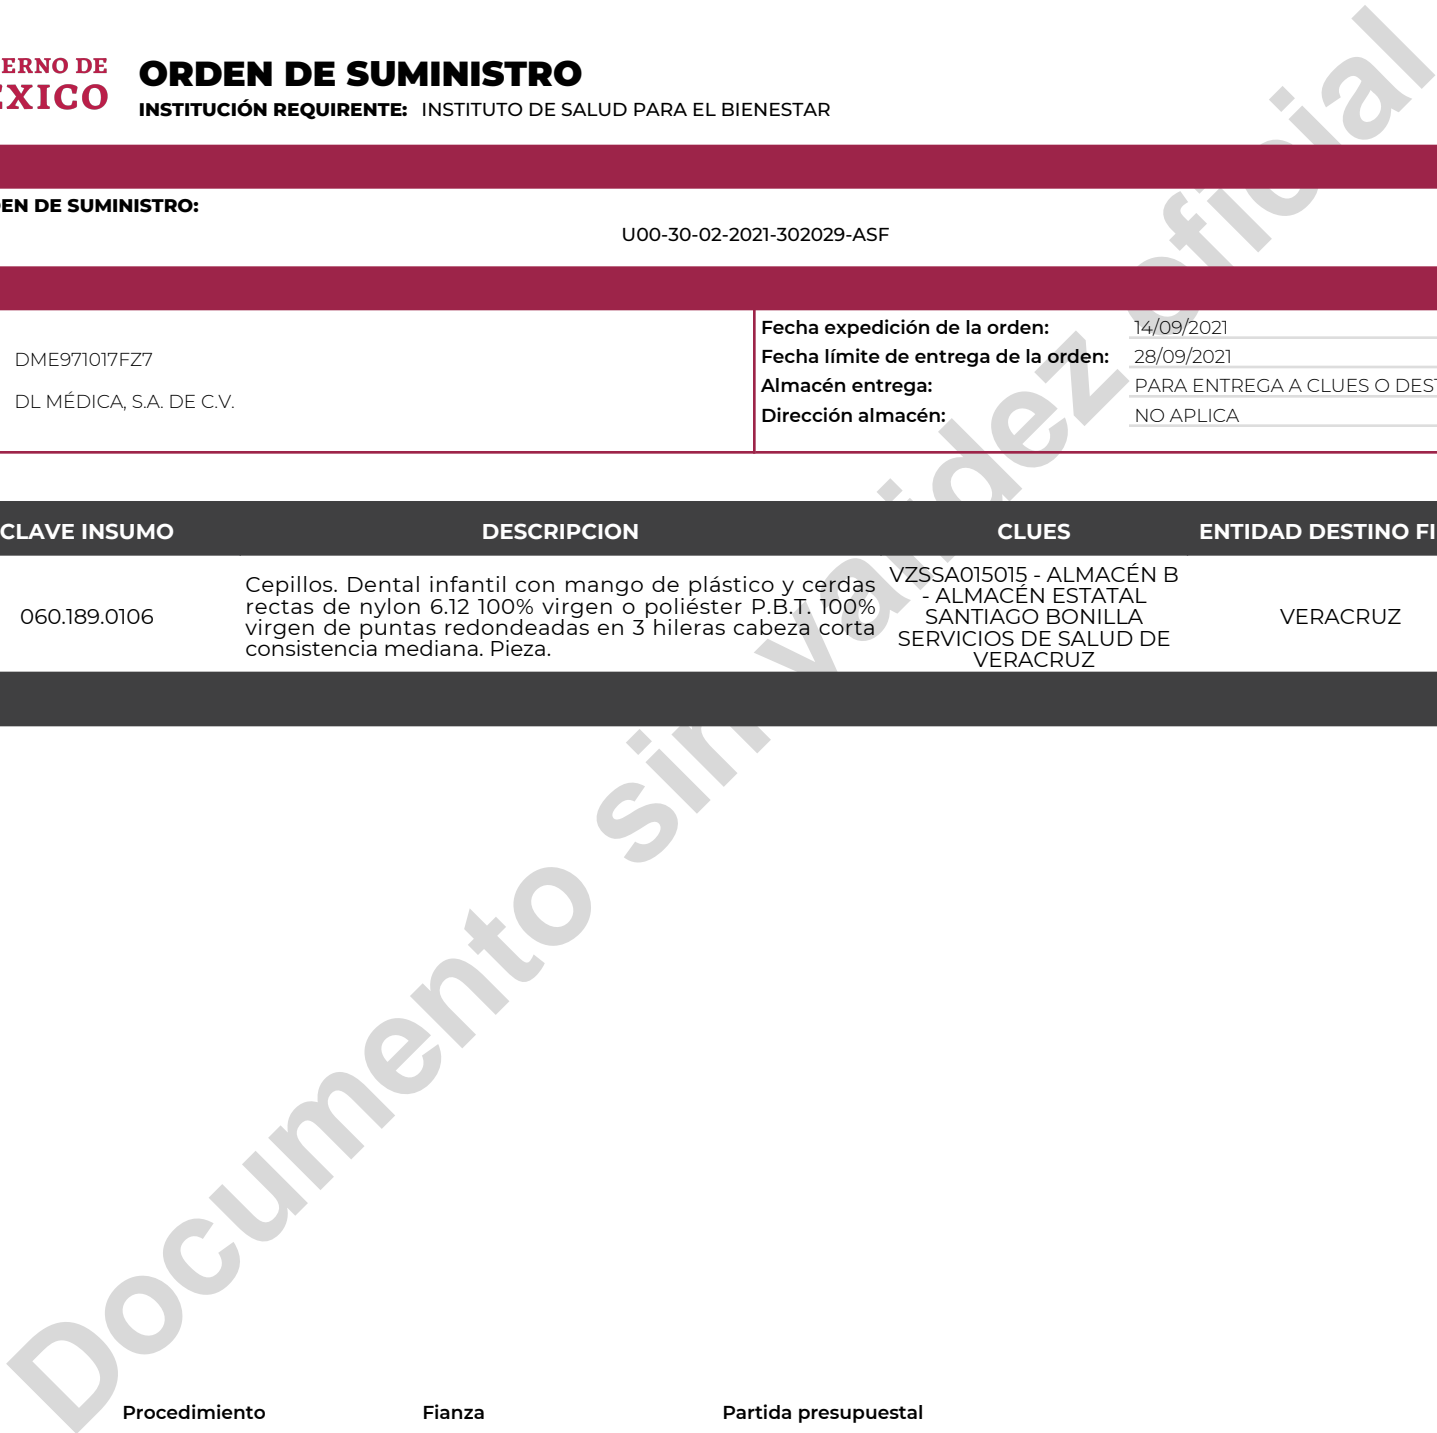 ERNO DE
EXICO
ORDEN DE SUMINISTRO
INSTITUCIÓN REQUIRENTE: INSTITUTO DE SALUD PARA EL BIENESTAR
EN DE SUMINISTRO:
U00-30-02-2021-302029-ASF
DME971017FZ7
DL MÉDICA, S.A. DE C.V.
Fecha expedición de la orden: 14/09/2021
Fecha límite de entrega de la orden: 28/09/2021
Almacén entrega: PARA ENTREGA A CLUES O DEST
Dirección almacén: NO APLICA
CLAVE INSUMO DESCRIPCION CLUES ENTIDAD DESTINO FI
060.189.0106
Cepillos. Dental infantil con mango de plástico y cerdas
rectas de nylon 6.12 100% virgen o poliéster P.B.T. 100%
virgen de puntas redondeadas en 3 hileras cabeza corta
consistencia mediana. Pieza.
VZSSA015015 - ALMACÉN B
- ALMACÉN ESTATAL
SANTIAGO BONILLA
SERVICIOS DE SALUD DE
VERACRUZ
VERACRUZ
Documento sin validez oficial
Procedimiento Fianza Partida presupuestal